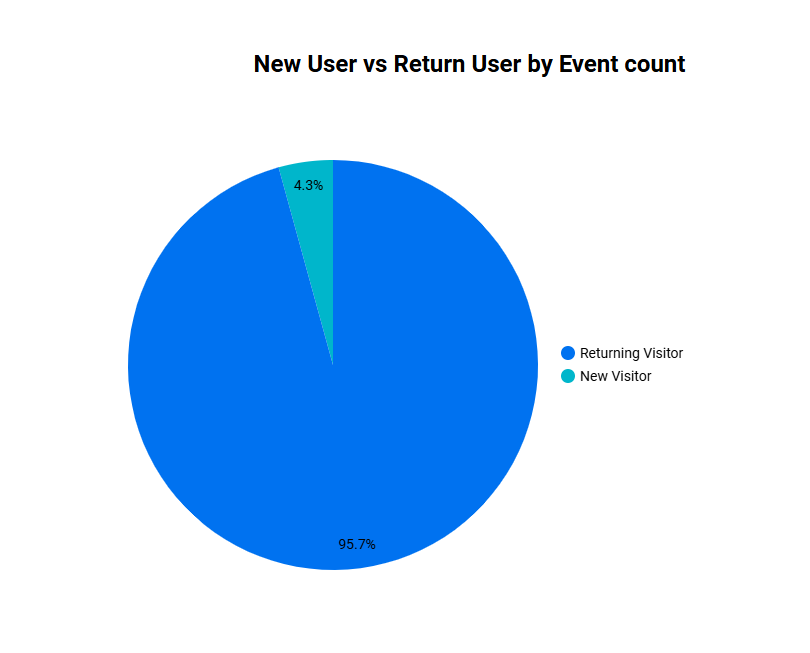 New User vs Return User by Event count
4.3%
Returning Visitor
New Visitor
95.7%